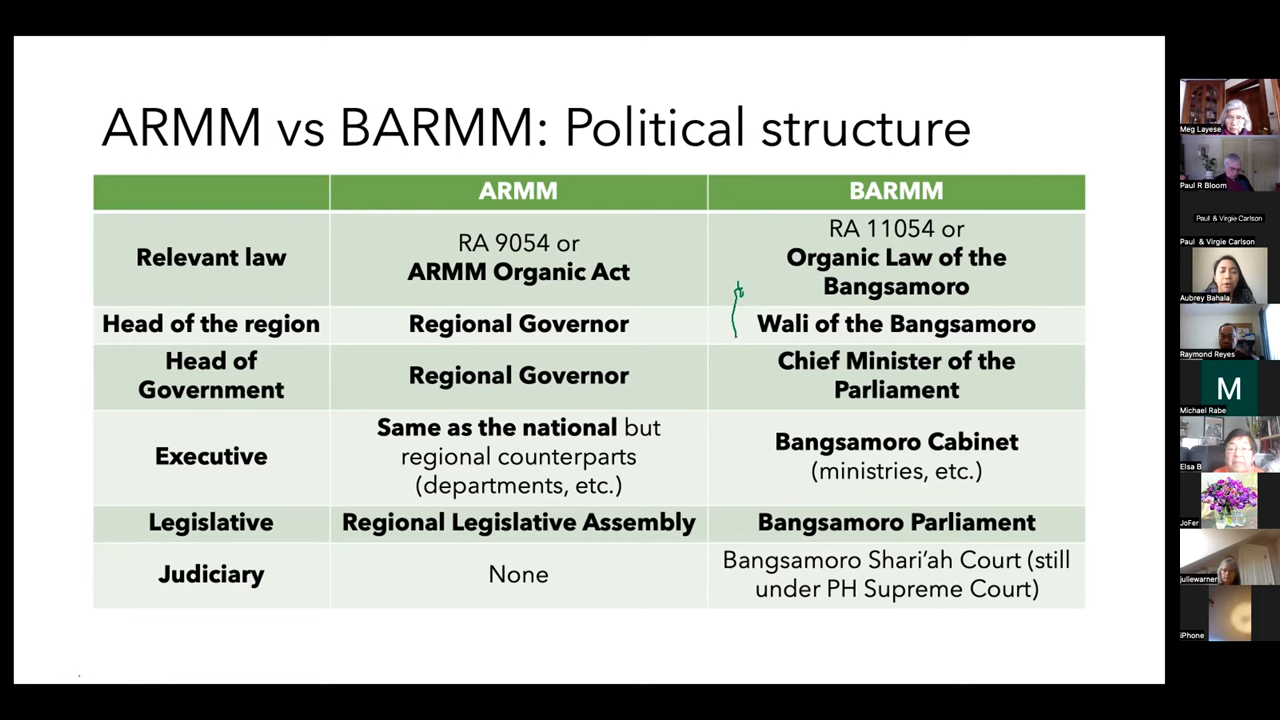 ARMM vs BARMM: Political structure
ARMM
BARMM
Relevant law
RA 9054 or
ARMM Organic Act
RA 11054 or
Organic Law of the
Bangsamoro
Head of the region
Regional Governor
Wali of the Bangsamoro
Head of
Government
Regional Governor
Chief Minister of the
Parliament
Executive
Same as the national but
regional counterparts
(departments, etc.)
Bangsamoro Cabinet
(ministries, etc.)
Legislative
Regional Legislative Assembly
Bangsamoro Parliament
Judiciary
None
Bangsamoro Shari’ah Court (still
under PH Supreme Court)
Meg Layese
Paul R Bloom
Paul & Virgie Carlson
Paul & Virgie Carlson
Aubrey Bahala
Raymond Reyes
M
Michael Rabe
Elsa B
JoFer
juliewarner
iPhone